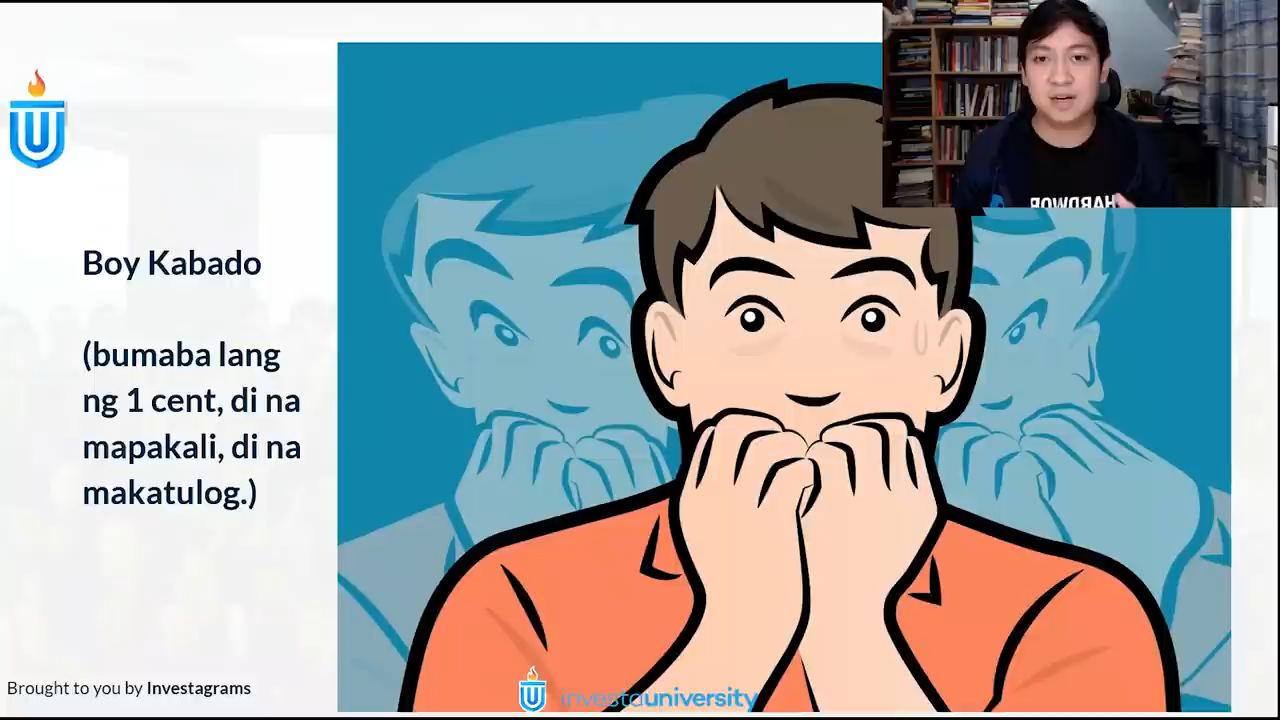 HARDWOR
U
Boy Kabado
(bumaba lang
ng 1 cent, di na
mapakali, di na
makatulog.)
Brought to you by Investagrams
U investauniversity